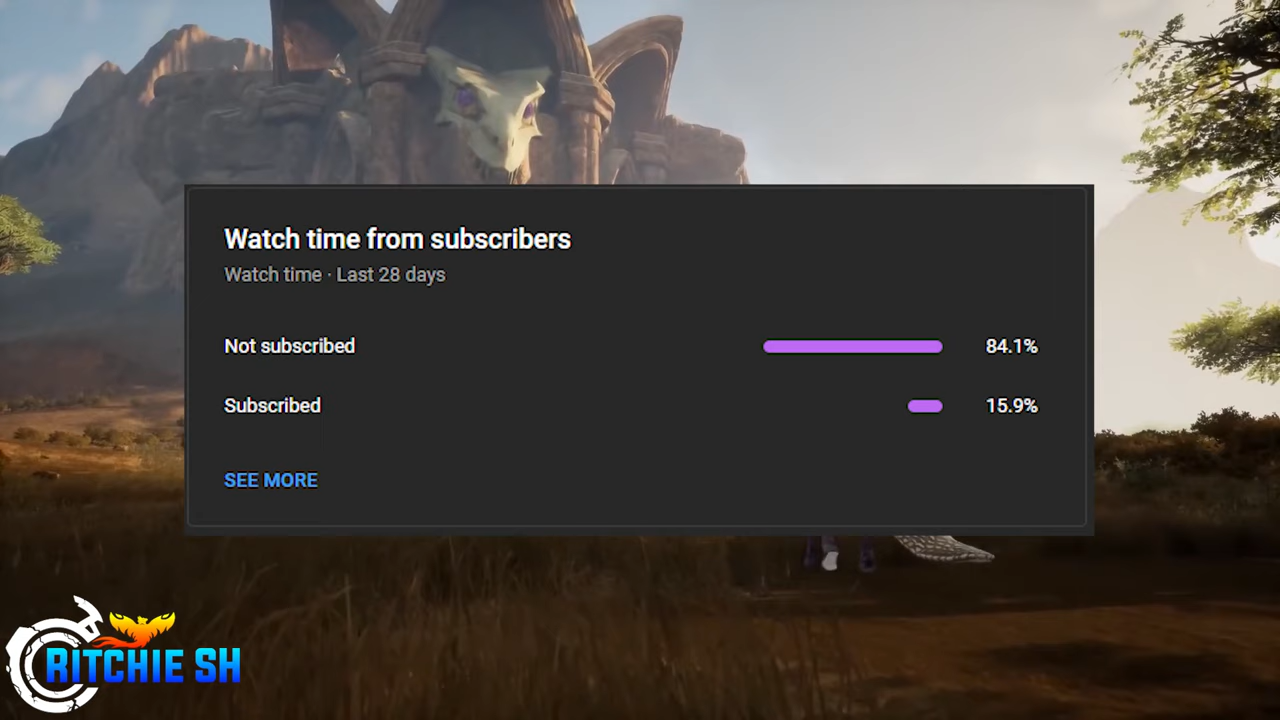 Watch time from subscribers
Watch time · Last 28 days
Not subscribed 84.1%
Subscribed 15.9%
SEE MORE
RITCHIE SH